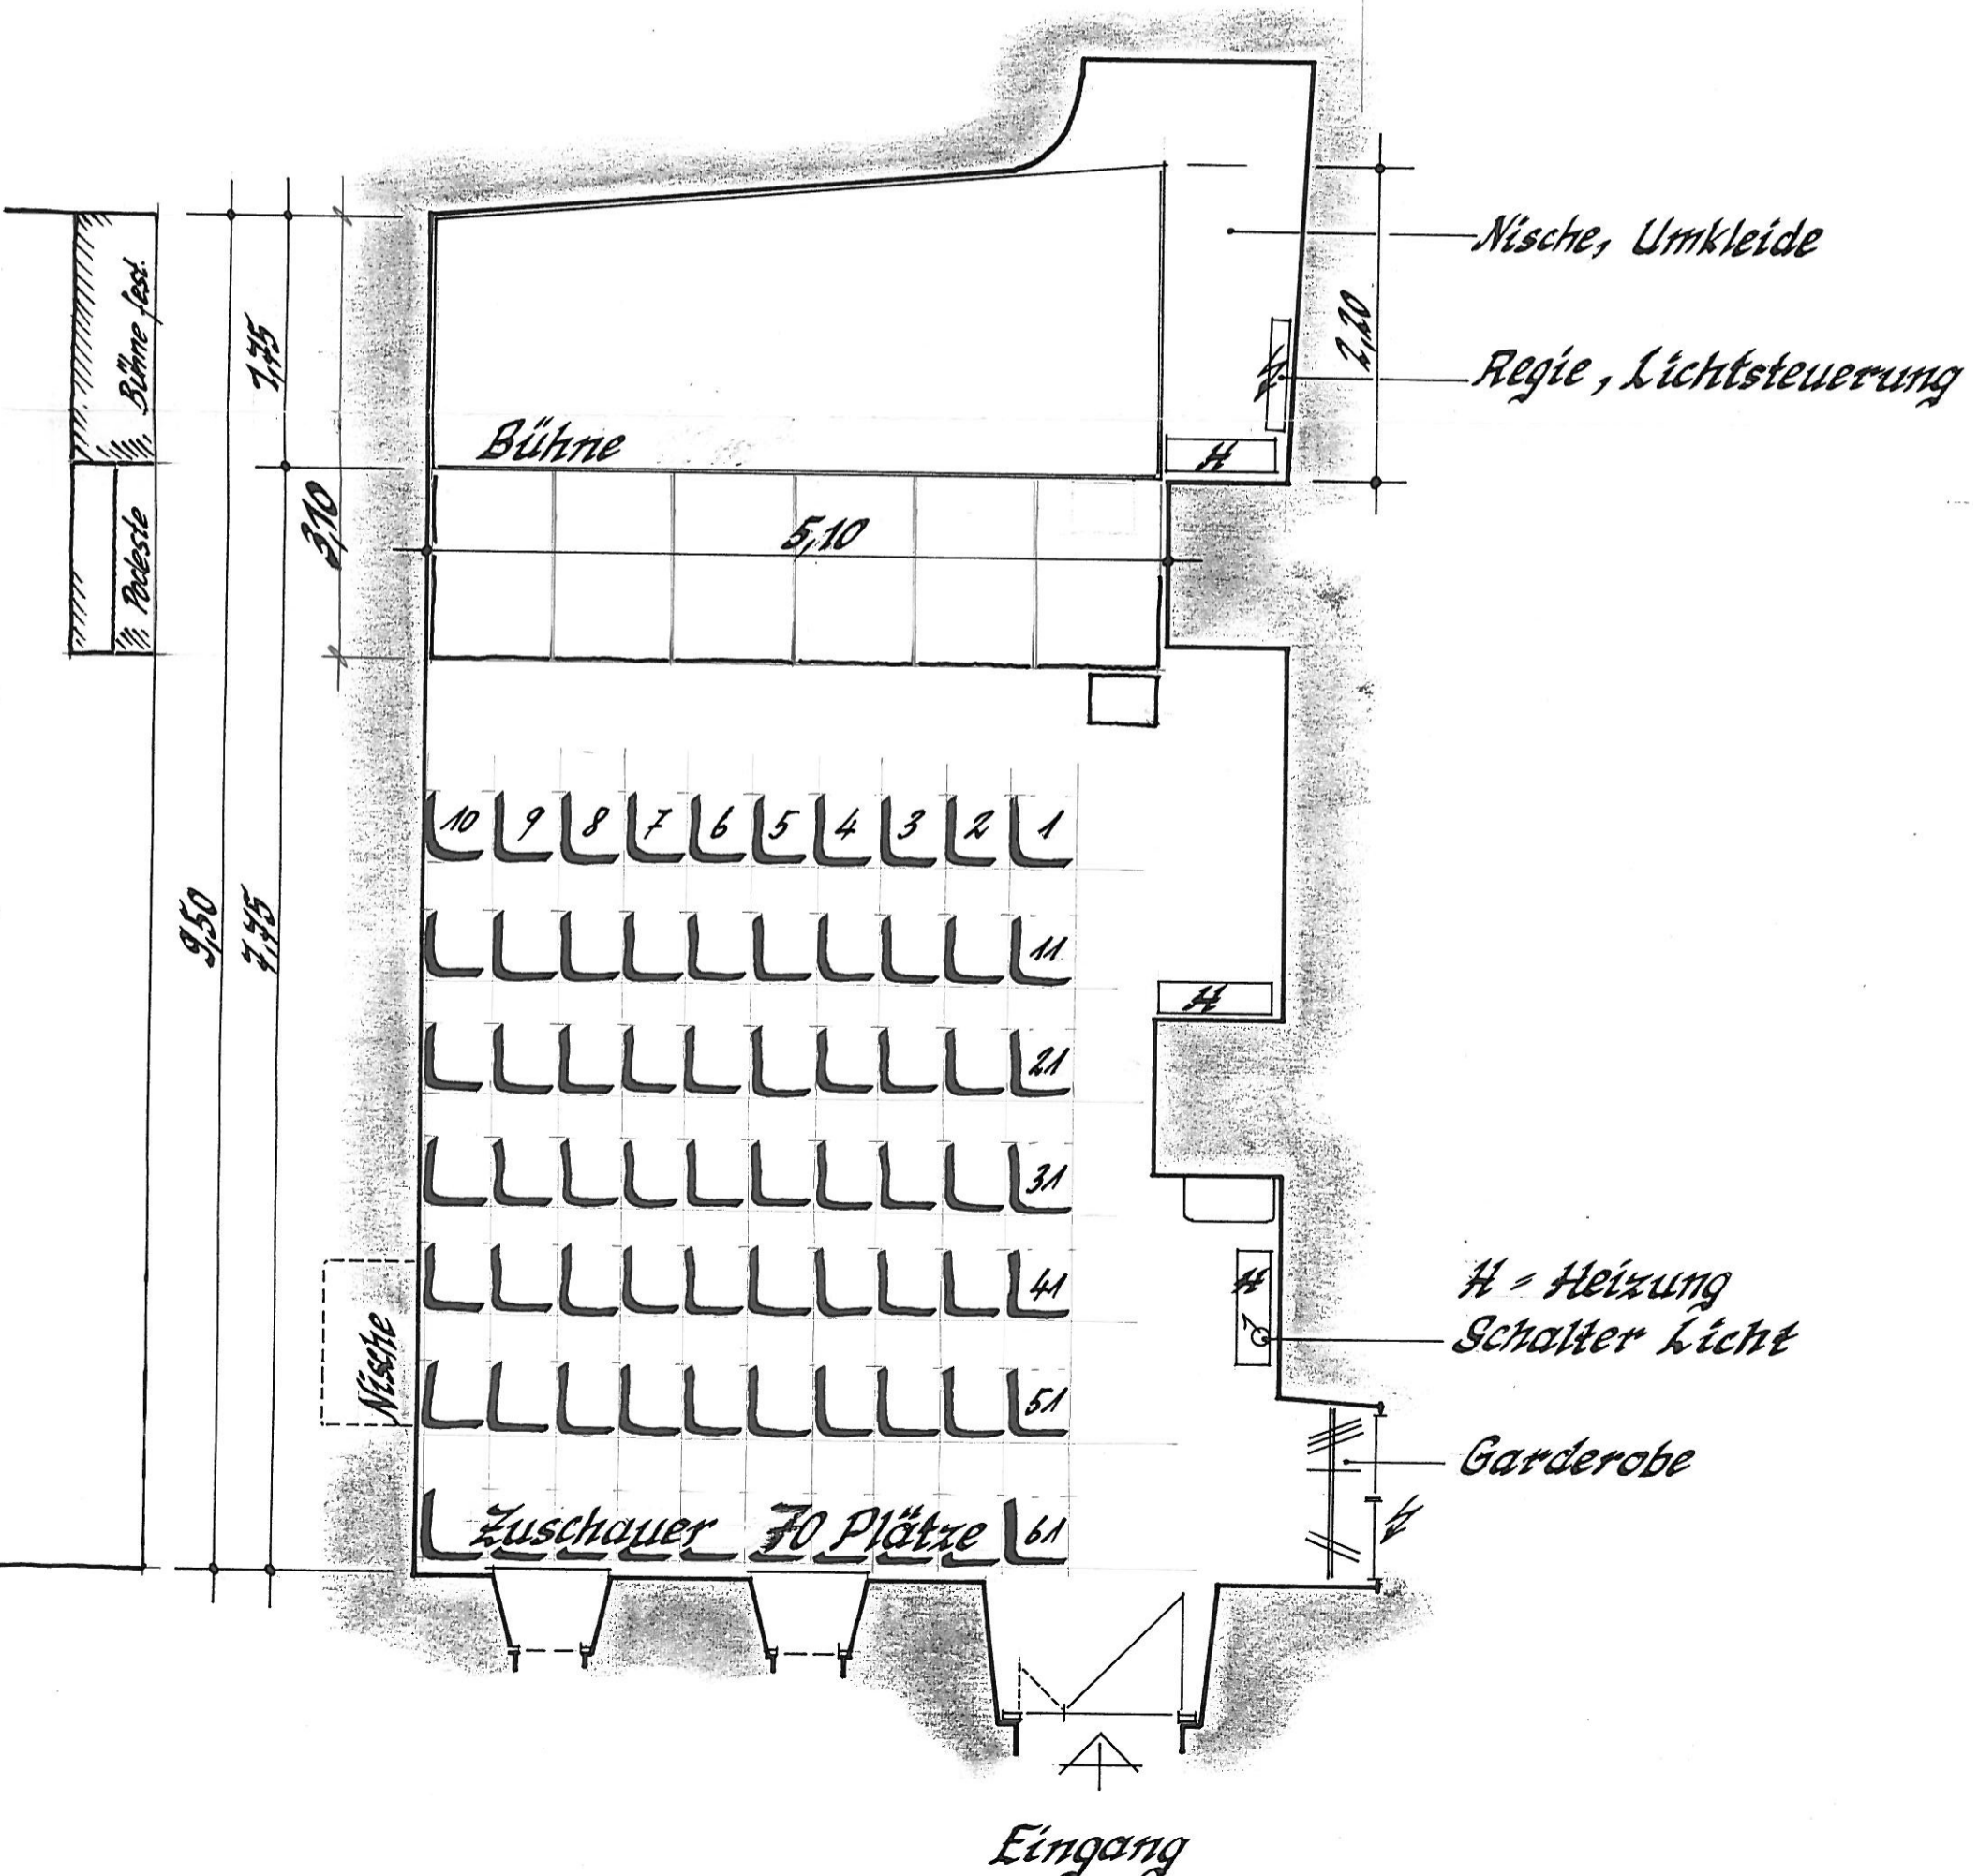 Nische, Umkleide
Bühne fest.
1,75
2,20
Regie, Lichtsteuerung
Bühne
H
3,10
5,10
Podeste
10 9 8 7 6 5 4 3 2 1
9,50
7,75
11
H
21
31
41
H
H = Heizung
Schalter Licht
Nische
51
Garderobe
Zuschauer 70 Plätze
61
Eingang